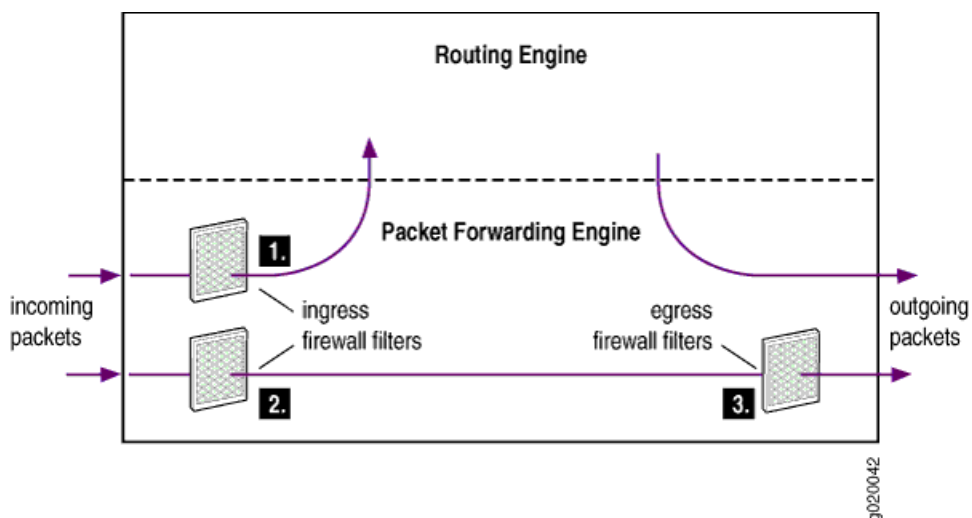 Routing Engine
Packet Forwarding Engine
1.
incoming
packets
ingress
firewall filters
egress
firewall filters
outgoing
packets
2.
3.
g020042